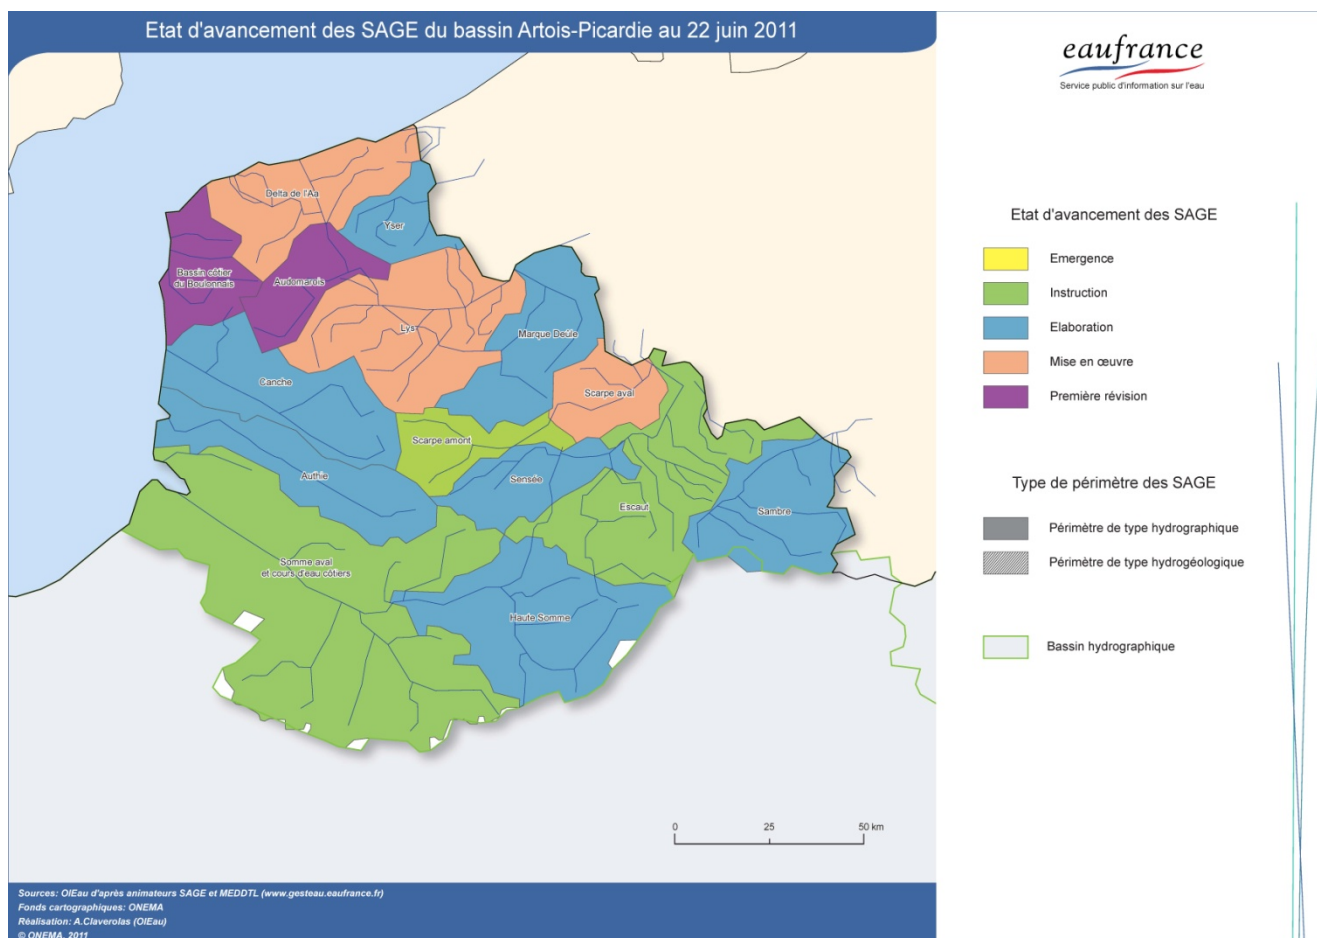 Etat d'avancement des SAGE du bassin Artois-Picardie au 22 juin 2011
eaufrance
Service public d'information sur l'eau
Delta de l'Aa
Yser
Bassin côtier
du Boulonnais
Audomarois
Lys
Marque Deûle
Canche
Scarpe aval
Scarpe amont
Authie
Sensée
Escaut
Sambre
Somme aval
et cours d'eau côtiers
Haute Somme
Etat d'avancement des SAGE
Emergence
Instruction
Elaboration
Mise en œuvre
Première révision
Type de périmètre des SAGE
Périmètre de type hydrographique
Périmètre de type hydrogéologique
Bassin hydrographique
0 25 50 km
Sources: OIEau d'après animateurs SAGE et MEDDTL (www.gesteau.eaufrance.fr)
Fonds cartographiques: ONEMA
Réalisation: A.Claverolas (OIEau)
© ONEMA, 2011